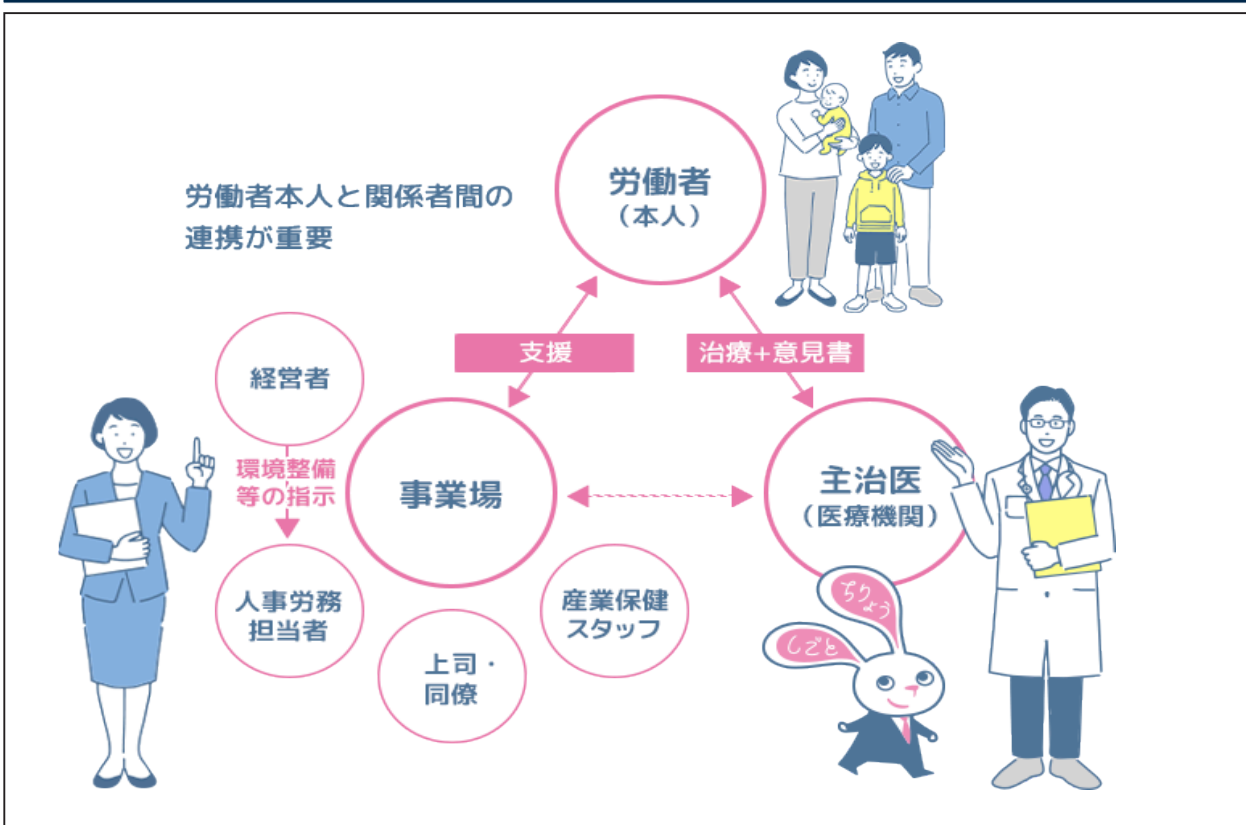 労働者本人と関係者間の
連携が重要
労働者
（本人）
支援
治療+意見書
経営者
環境整備
等の指示
事業場
主治医
（医療機関）
人事労務
担当者
上司・
同僚
産業保健
スタッフ
ちりょう
しごと